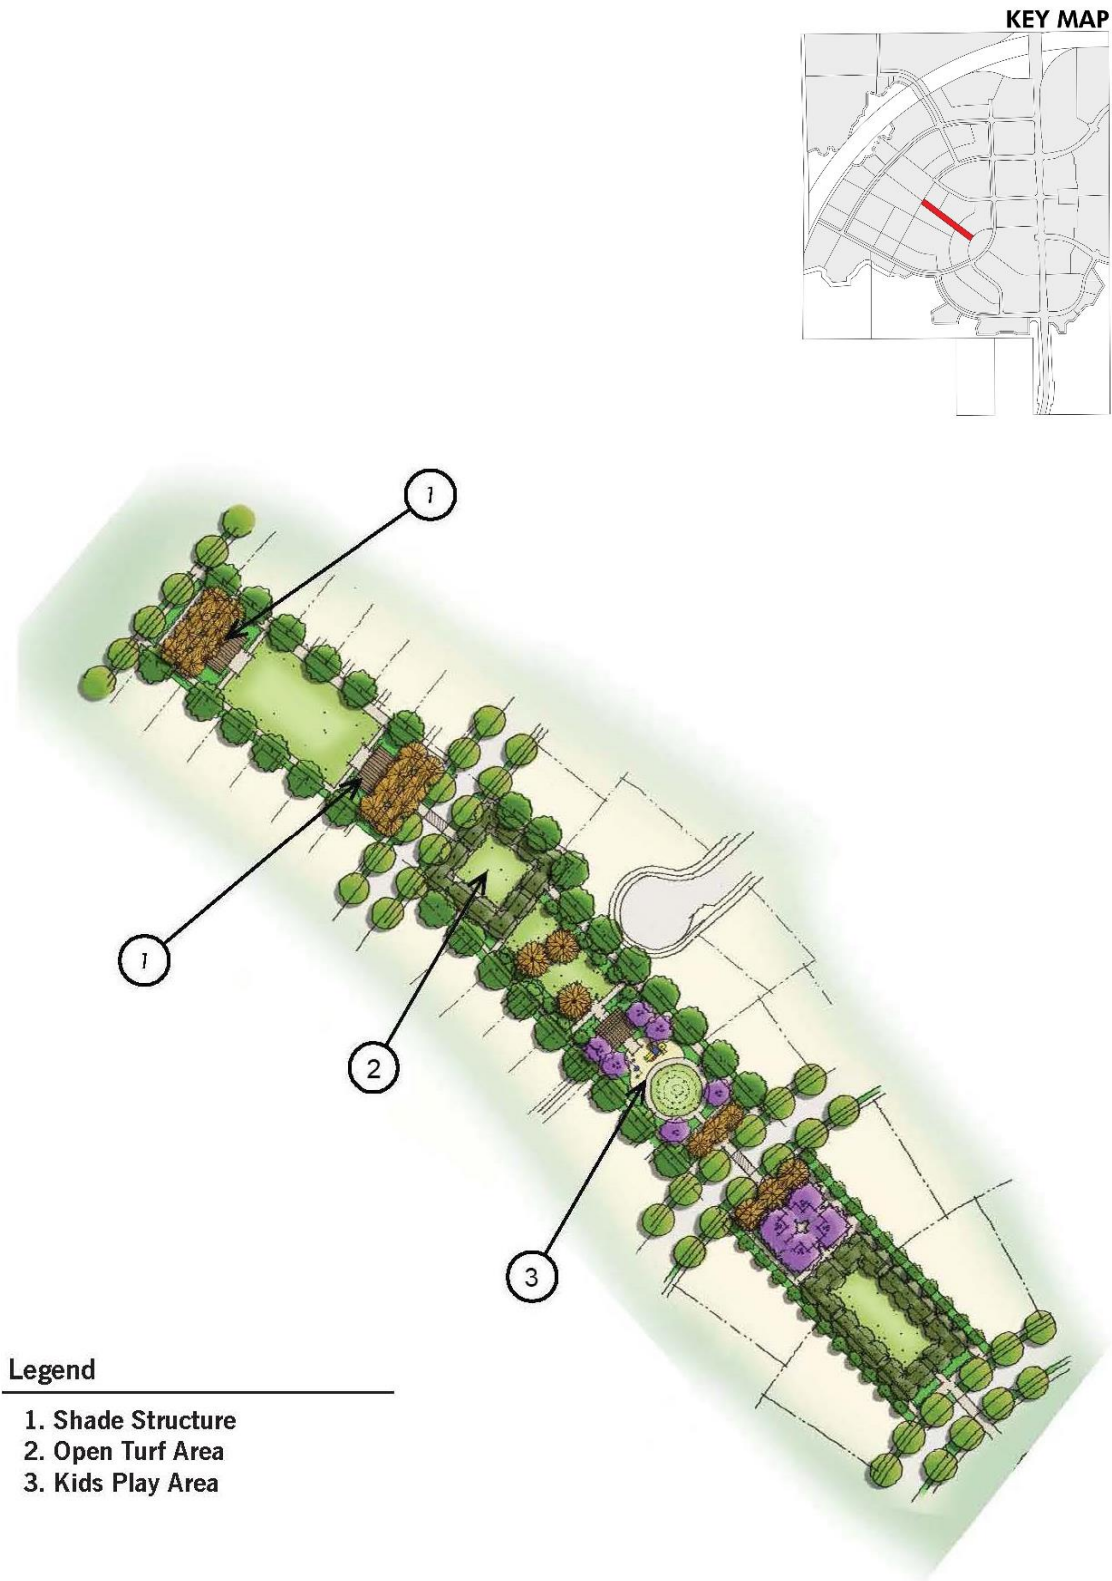 KEY MAP
1
1
2
3
Legend
1. Shade Structure
2. Open Turf Area
3. Kids Play Area